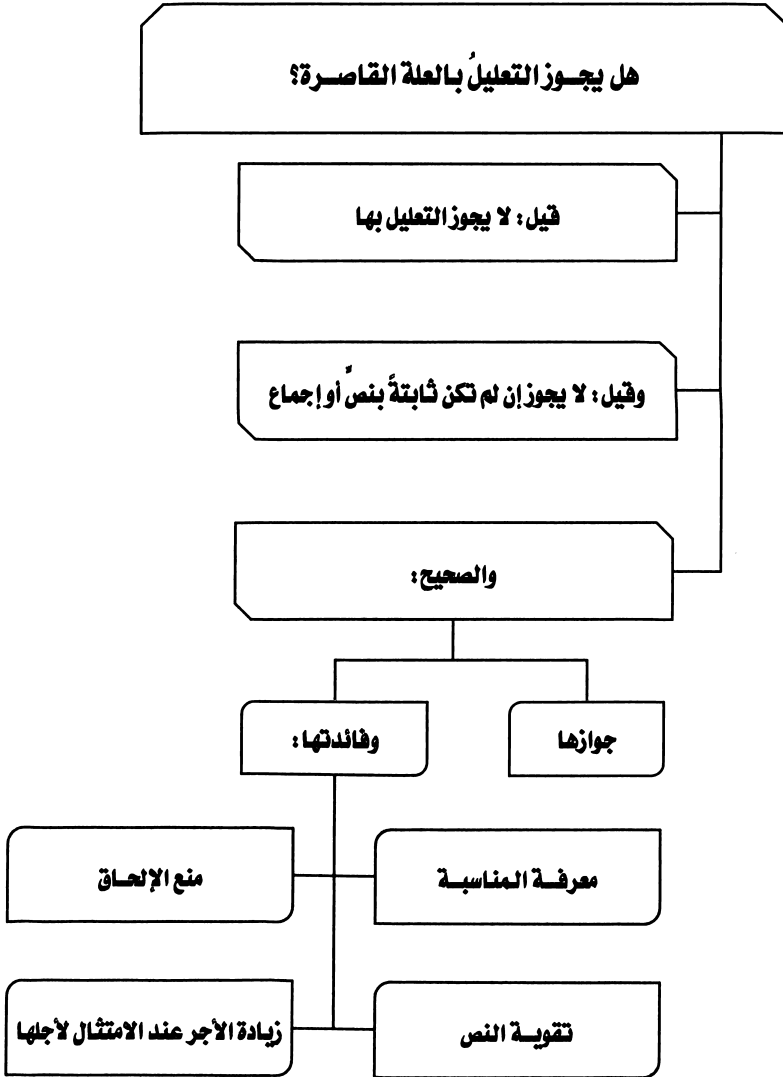 هل يجوز التعليلُ بالعلة القاصرة؟
قيل: لا يجوز التعليل بها
وقيل: لا يجوز إن لم تكن ثابتةً بنصٍّ أو إجماع
والصحيح:
جوازها
وفائدتها:
معرفة المناسبة
منع الإلحاق
تقوية النص
زيادة الأجر عند الامتثال لأجلها